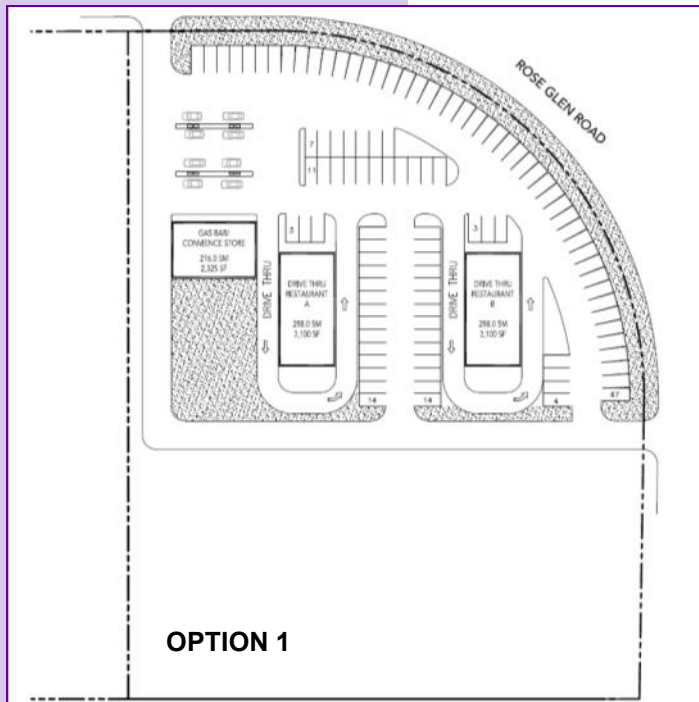 ROSE GLEN ROAD
7
11
GAS BAR/
CONVIENCE STORE
216.0 SM
2,325 SF
3
DRIVE THRU
DRIVE THRU
RESTAURANT
A
288.0 SM
3,100 SF
14
14
DRIVE THRU
3
DRIVE THRU
RESTAURANT
B
288.0 SM
3,100 SF
4
47
OPTION 1